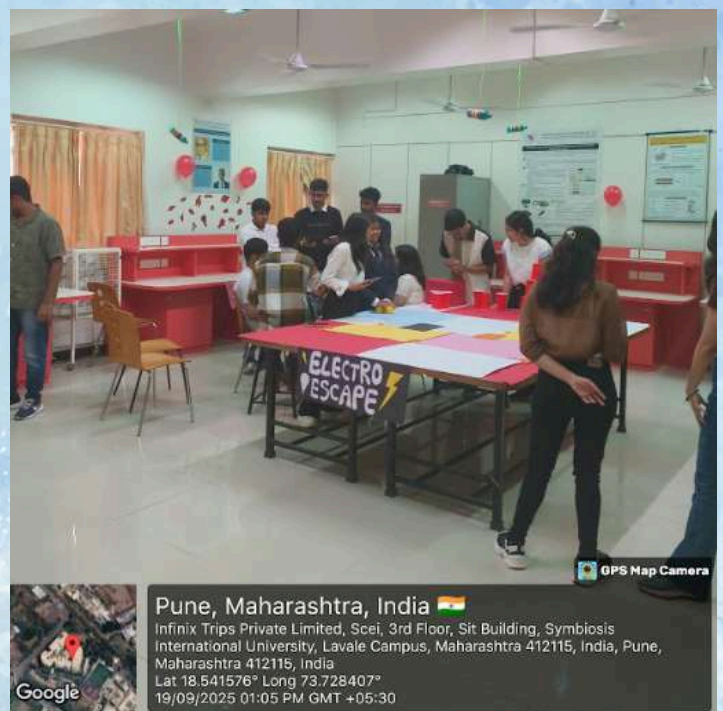 ELECTRO
ESCAPE
GPS Map Camera
Pune, Maharashtra, India
Infinix Trips Private Limited, Scei, 3rd Floor, Sit Building, Symbiosis
International University, Lavale Campus, Maharashtra 412115, India, Pune,
Maharashtra 412115, India
Lat 18.541576° Long 73.728407°
19/09/2025 01:05 PM GMT +05:30
Google